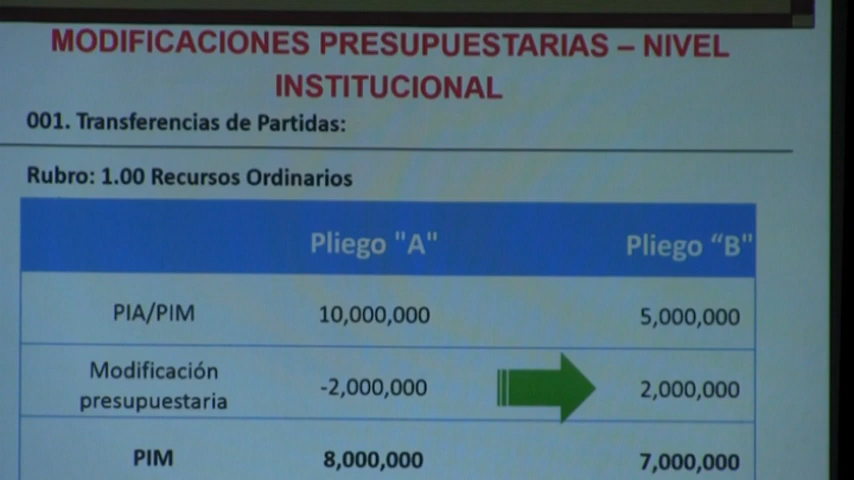 MODIFICACIONES PRESUPUESTARIAS – NIVEL
INSTITUCIONAL
001. Transferencias de Partidas:
Rubro: 1.00 Recursos Ordinarios
Pliego "A" Pliego “B"
PIA/PIM 10,000,000 5,000,000
Modificación
presupuestaria -2,000,000 2,000,000
PIM 8,000,000 7,000,000